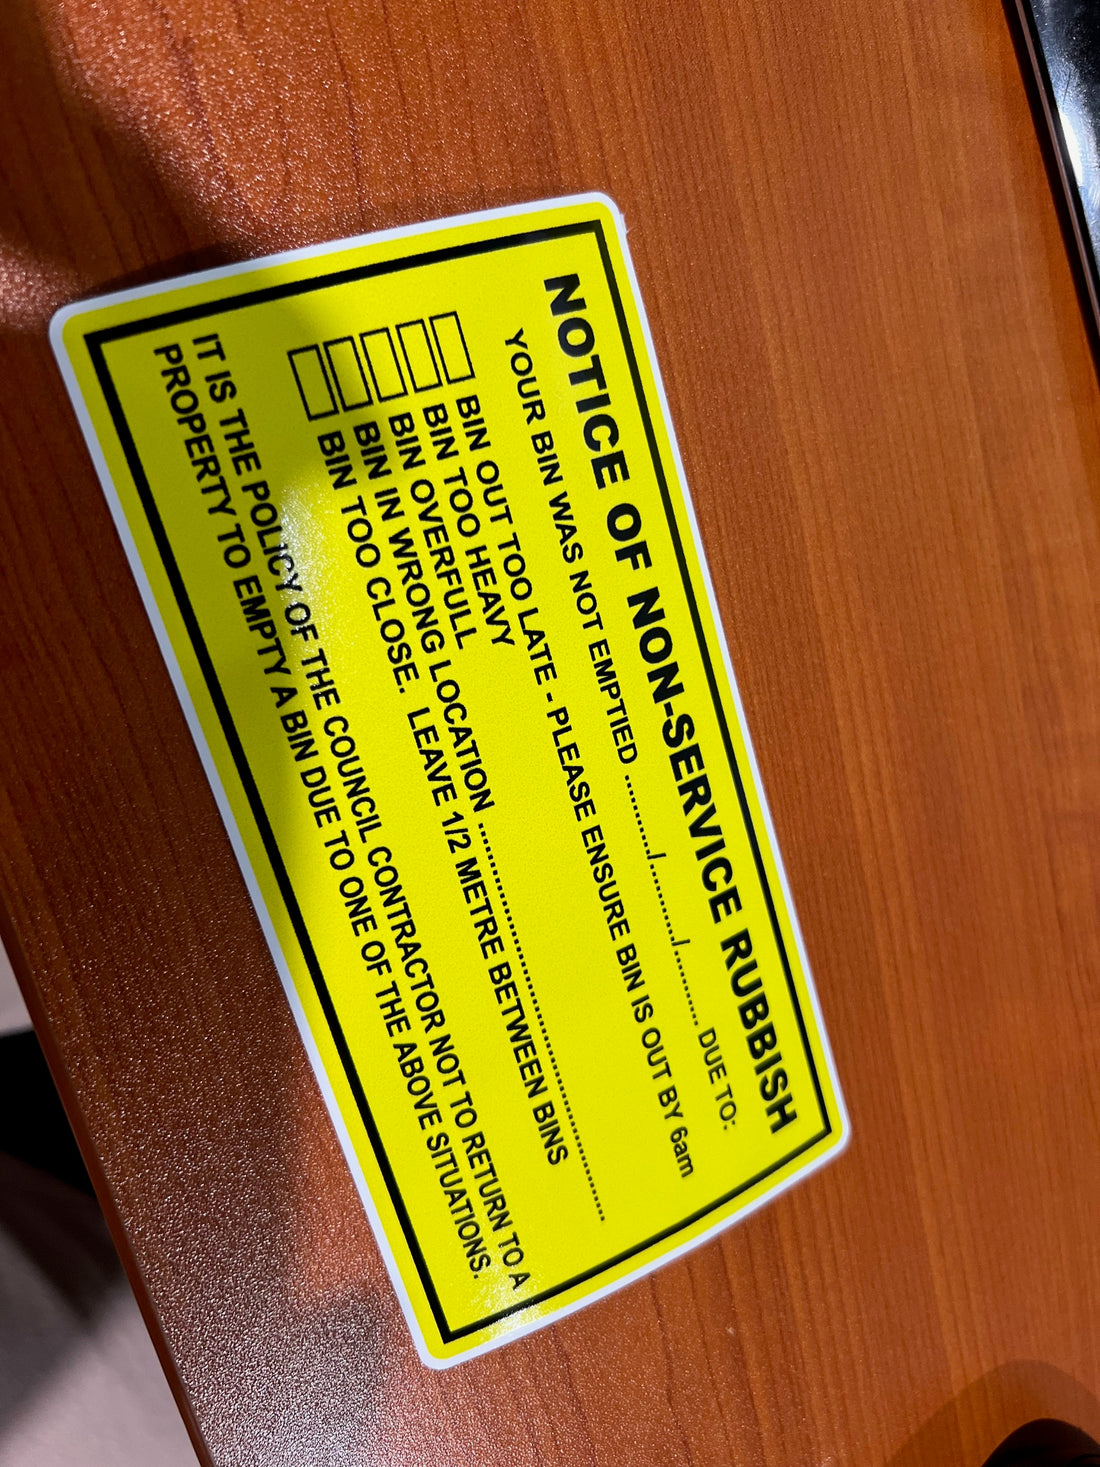 NOTICE OF NON-SERVICE RUBBISH
YOUR BIN WAS NOT EMPTIED ........../........../.......... DUE TO:
BIN OUT TOO LATE - PLEASE ENSURE BIN IS OUT BY 6am
BIN TOO HEAVY
BIN OVERFULL
BIN IN WRONG LOCATION ..................................................
BIN TOO CLOSE. LEAVE 1/2 METRE BETWEEN BINS
IT IS THE POLICY OF THE COUNCIL CONTRACTOR NOT TO RETURN TO A
PROPERTY TO EMPTY A BIN DUE TO ONE OF THE ABOVE SITUATIONS.